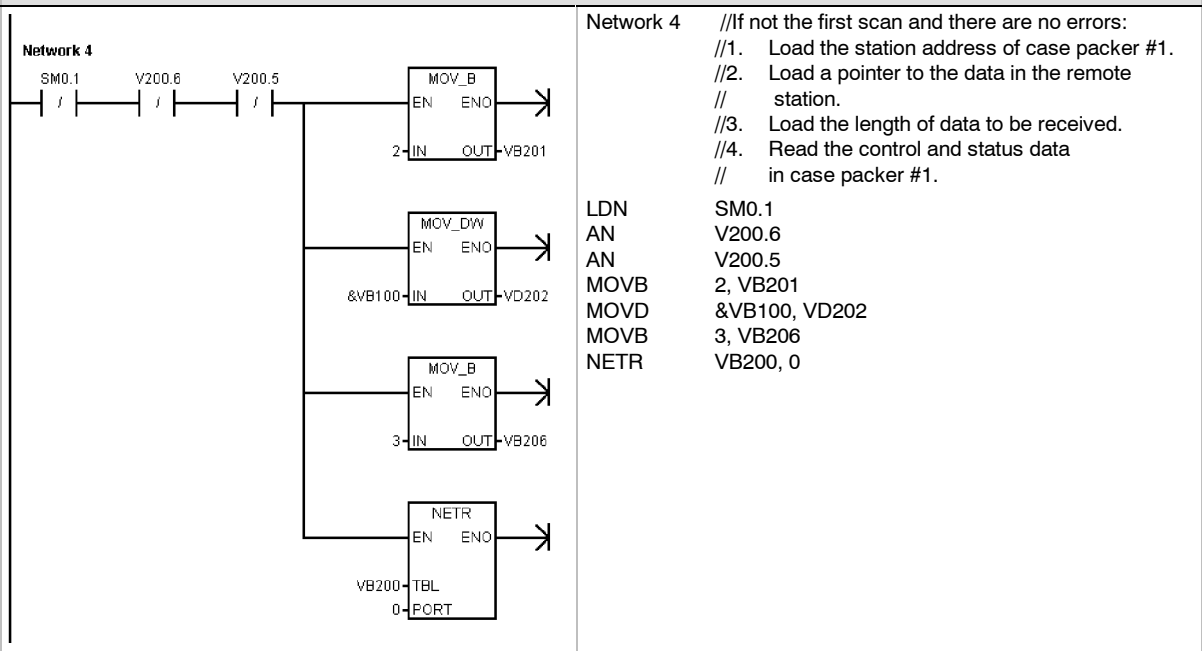 Network 4
SM0.1 V200.6 V200.5
/ / /
MOV_B
EN ENO
2 IN OUT VB201
MOV_DW
EN ENO
&VB100 IN OUT VD202
MOV_B
EN ENO
3 IN OUT VB206
NETR
EN ENO
VB200 TBL
0 PORT
Network 4 //If not the first scan and there are no errors:
//1. Load the station address of case packer #1.
//2. Load a pointer to the data in the remote
// station.
//3. Load the length of data to be received.
//4. Read the control and status data
// in case packer #1.
LDN SM0.1
AN V200.6
AN V200.5
MOVB 2, VB201
MOVD &VB100, VD202
MOVB 3, VB206
NETR VB200, 0